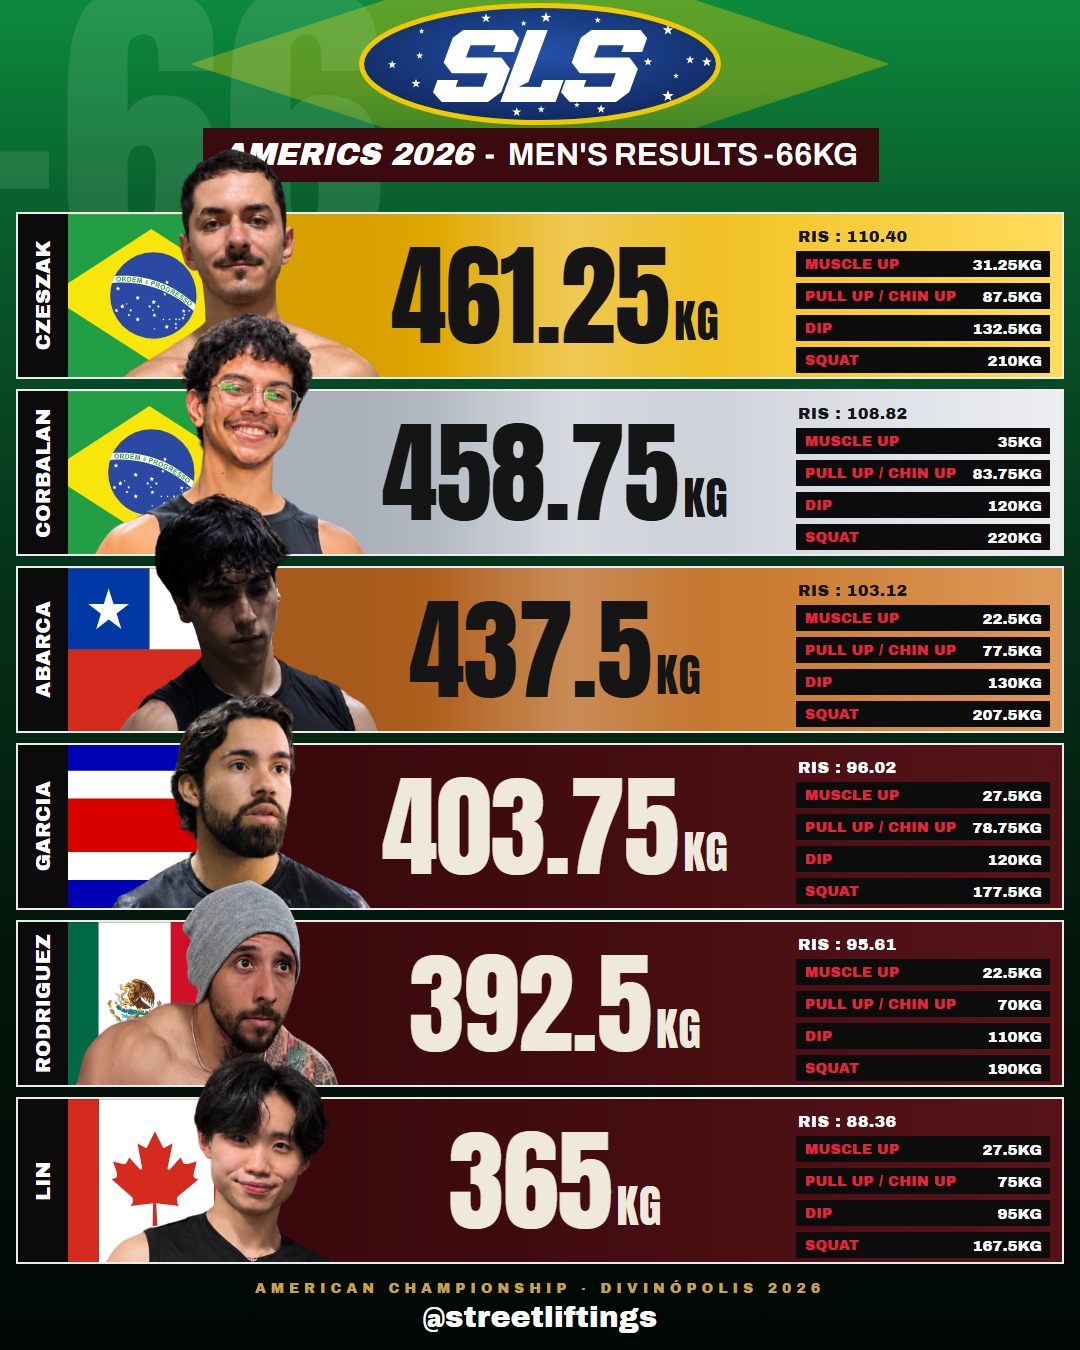 -66
SLS
AMERICS 2026 - MEN'S RESULTS -66KG
CZESZAK
ORDEM E PROGRESSO
461.25KG
RIS : 110.40
MUSCLE UP 31.25KG
PULL UP / CHIN UP 87.5KG
DIP 132.5KG
SQUAT 210KG
CORBALAN
ORDEM E PROGRESSO
458.75KG
RIS : 108.82
MUSCLE UP 35KG
PULL UP / CHIN UP 83.75KG
DIP 120KG
SQUAT 220KG
ABARCA
437.5KG
RIS : 103.12
MUSCLE UP 22.5KG
PULL UP / CHIN UP 77.5KG
DIP 130KG
SQUAT 207.5KG
GARCIA
403.75KG
RIS : 96.02
MUSCLE UP 27.5KG
PULL UP / CHIN UP 78.75KG
DIP 120KG
SQUAT 177.5KG
RODRIGUEZ
392.5KG
RIS : 95.61
MUSCLE UP 22.5KG
PULL UP / CHIN UP 70KG
DIP 110KG
SQUAT 190KG
LIN
365KG
RIS : 88.36
MUSCLE UP 27.5KG
PULL UP / CHIN UP 75KG
DIP 95KG
SQUAT 167.5KG
AMERICAN CHAMPIONSHIP · DIVINÓPOLIS 2026
@streetliftings